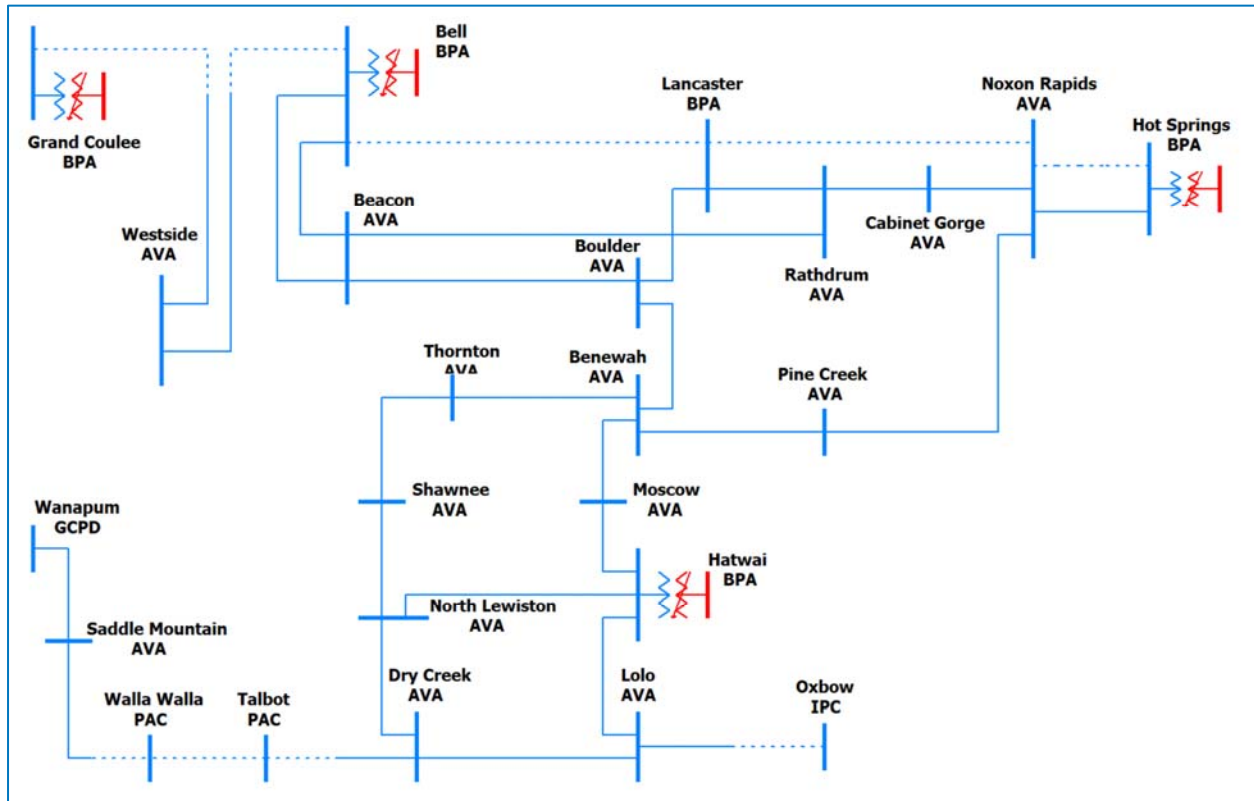 Bell
BPA
Grand Coulee
BPA
Lancaster
BPA
Noxon Rapids
AVA
Hot Springs
BPA
Westside
AVA
Beacon
AVA
Boulder
AVA
Cabinet Gorge
AVA
Rathdrum
AVA
Thornton
AVA
Benewah
AVA
Pine Creek
AVA
Shawnee
AVA
Moscow
AVA
Wanapum
GCPD
Hatwai
BPA
North Lewiston
AVA
Saddle Mountain
AVA
Dry Creek
AVA
Lolo
AVA
Walla Walla
PAC
Talbot
PAC
Oxbow
IPC